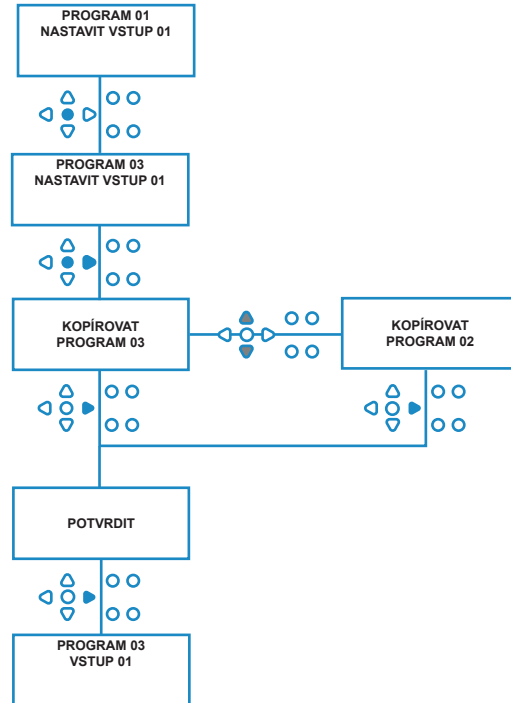 PROGRAM 01
NASTAVIT VSTUP 01
PROGRAM 03
NASTAVIT VSTUP 01
KOPÍROVAT
PROGRAM 03
KOPÍROVAT
PROGRAM 02
POTVRDIT
PROGRAM 03
VSTUP 01